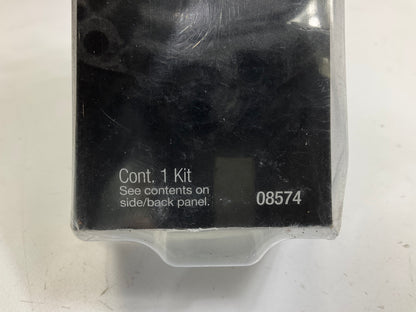 Cont. 1 Kit
See contents on
side/back panel.
08574